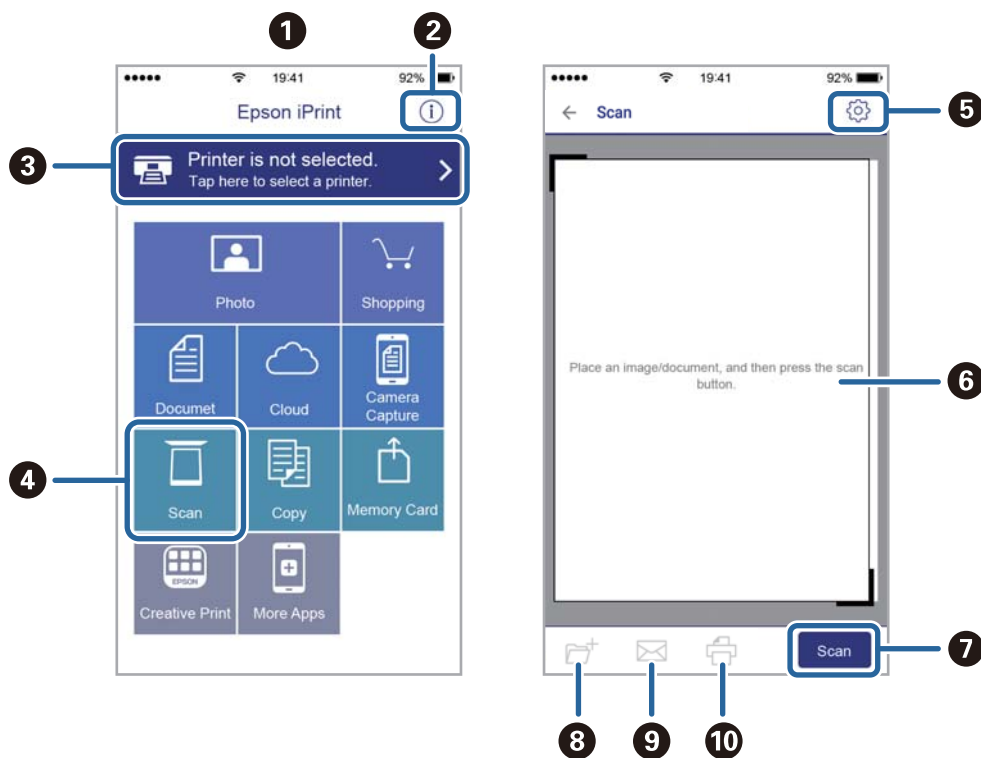 1
2
19:41
92%
Epson iPrint
i
3
Printer is not selected.
Tap here to select a printer.
Photo
Shopping
Documet
Cloud
Camera
Capture
4
Scan
Copy
Memory Card
EPSON
Creative Print
More Apps
19:41
92%
Scan
5
Place an image/document, and then press the scan
button.
6
Scan
7
8
9
10